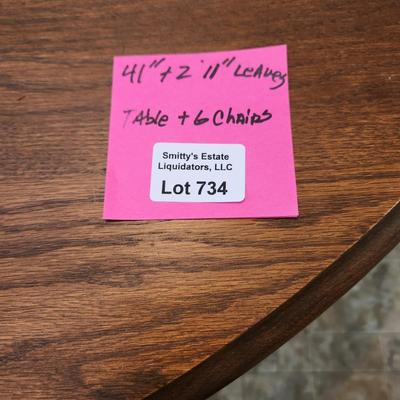 41" + 2 11" Leaves
Table + 6 Chairs
Smitty's Estate
Liquidators, LLC
Lot 734